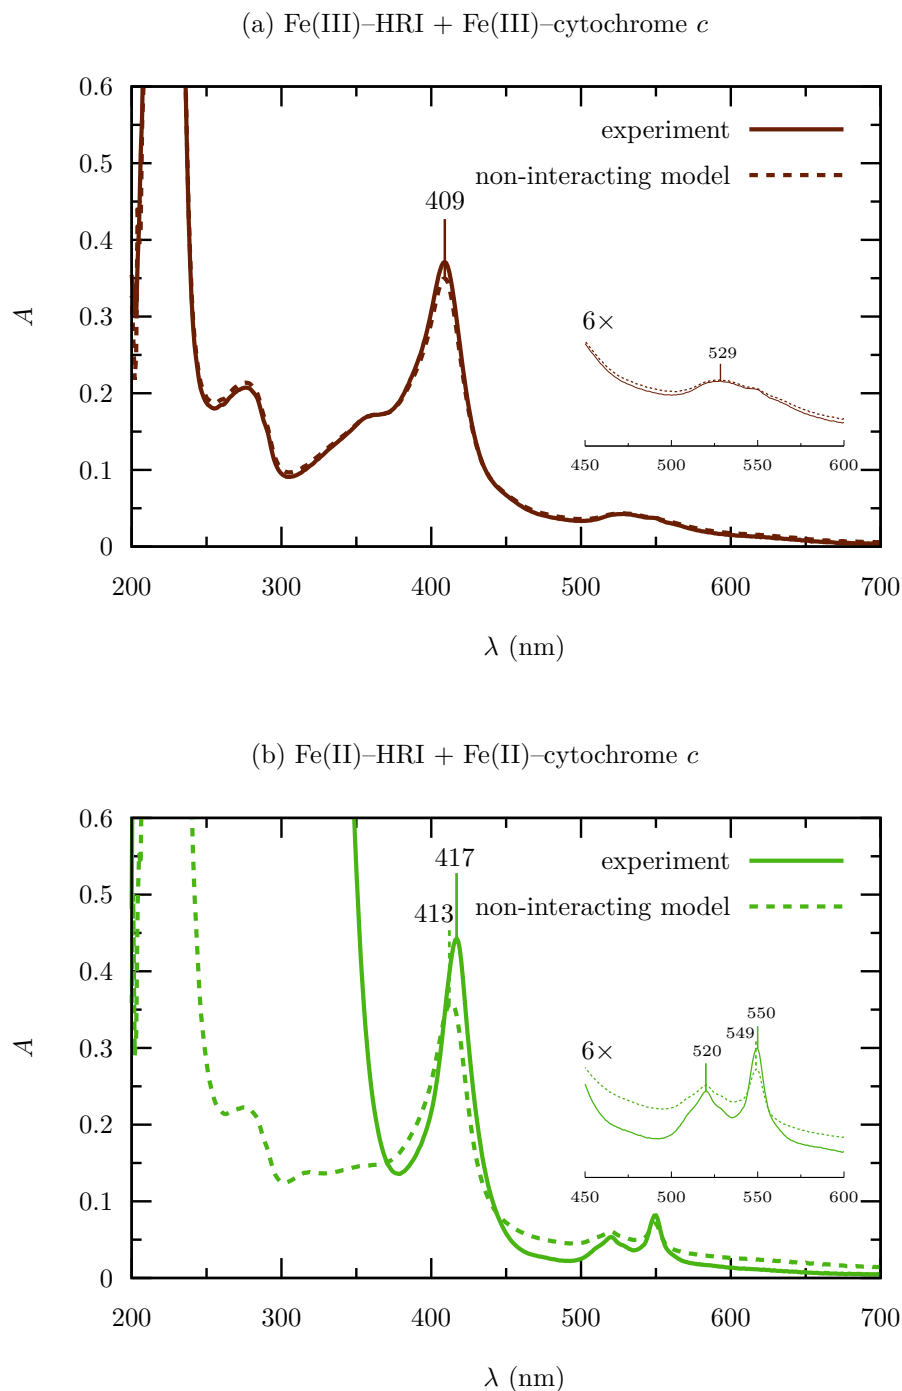 (a) Fe(III)–HRI + Fe(III)–cytochrome c
0.6
0.5
0.4
0.3
0.2
0.1
0
A
experiment
non-interacting model
409
6×
529
450 500 550 600
200 300 400 500 600 700
λ (nm)
(b) Fe(II)–HRI + Fe(II)–cytochrome c
0.6
0.5
0.4
0.3
0.2
0.1
0
A
417
experiment
413
non-interacting model
6×
550
549
520
450 500 550 600
200 300 400 500 600 700
λ (nm)